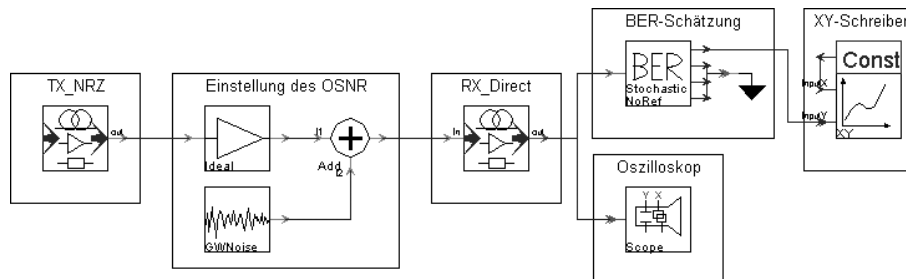 BER-Schätzung
XY-Schreiber
TX_NRZ
Einstellung des OSNR
RX_Direct
BER
Stochastic
NoRef
Const
InputX
InputY
XY
out
Ideal
I1
Add
I2
In
out
GWNoise
Oszilloskop
Y X
Scope